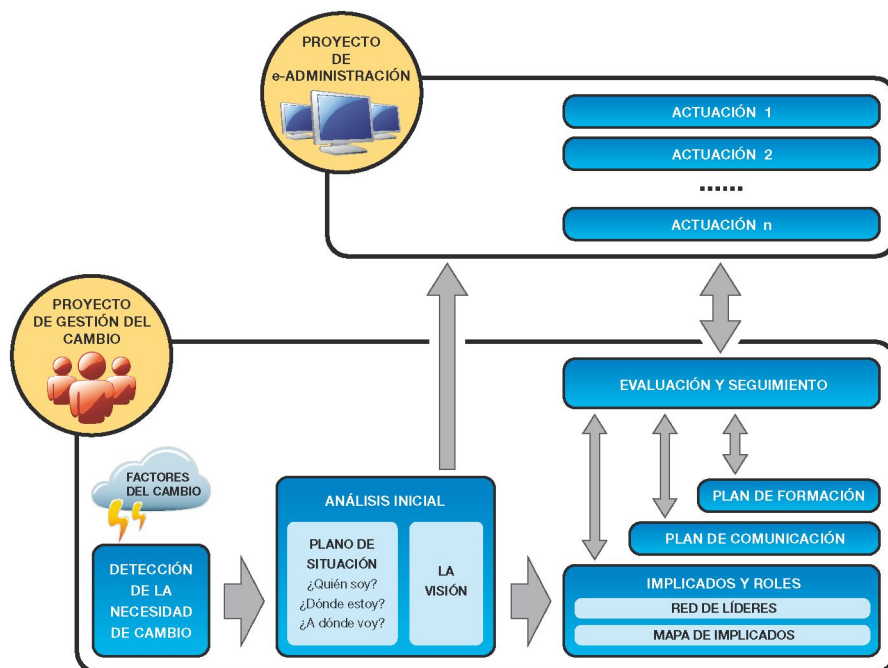 PROYECTO
DE
e-ADMINISTRACIÓN
ACTUACIÓN 1
ACTUACIÓN 2
......
ACTUACIÓN n
PROYECTO
DE GESTIÓN DEL
CAMBIO
EVALUACIÓN Y SEGUIMIENTO
FACTORES
DEL CAMBIO
DETECCIÓN
DE LA
NECESIDAD
DE CAMBIO
ANÁLISIS INICIAL
PLANO DE
SITUACIÓN
¿Quién soy?
¿Dónde estoy?
¿A dónde voy?
LA
VISIÓN
PLAN DE FORMACIÓN
PLAN DE COMUNICACIÓN
IMPLICADOS Y ROLES
RED DE LÍDERES
MAPA DE IMPLICADOS